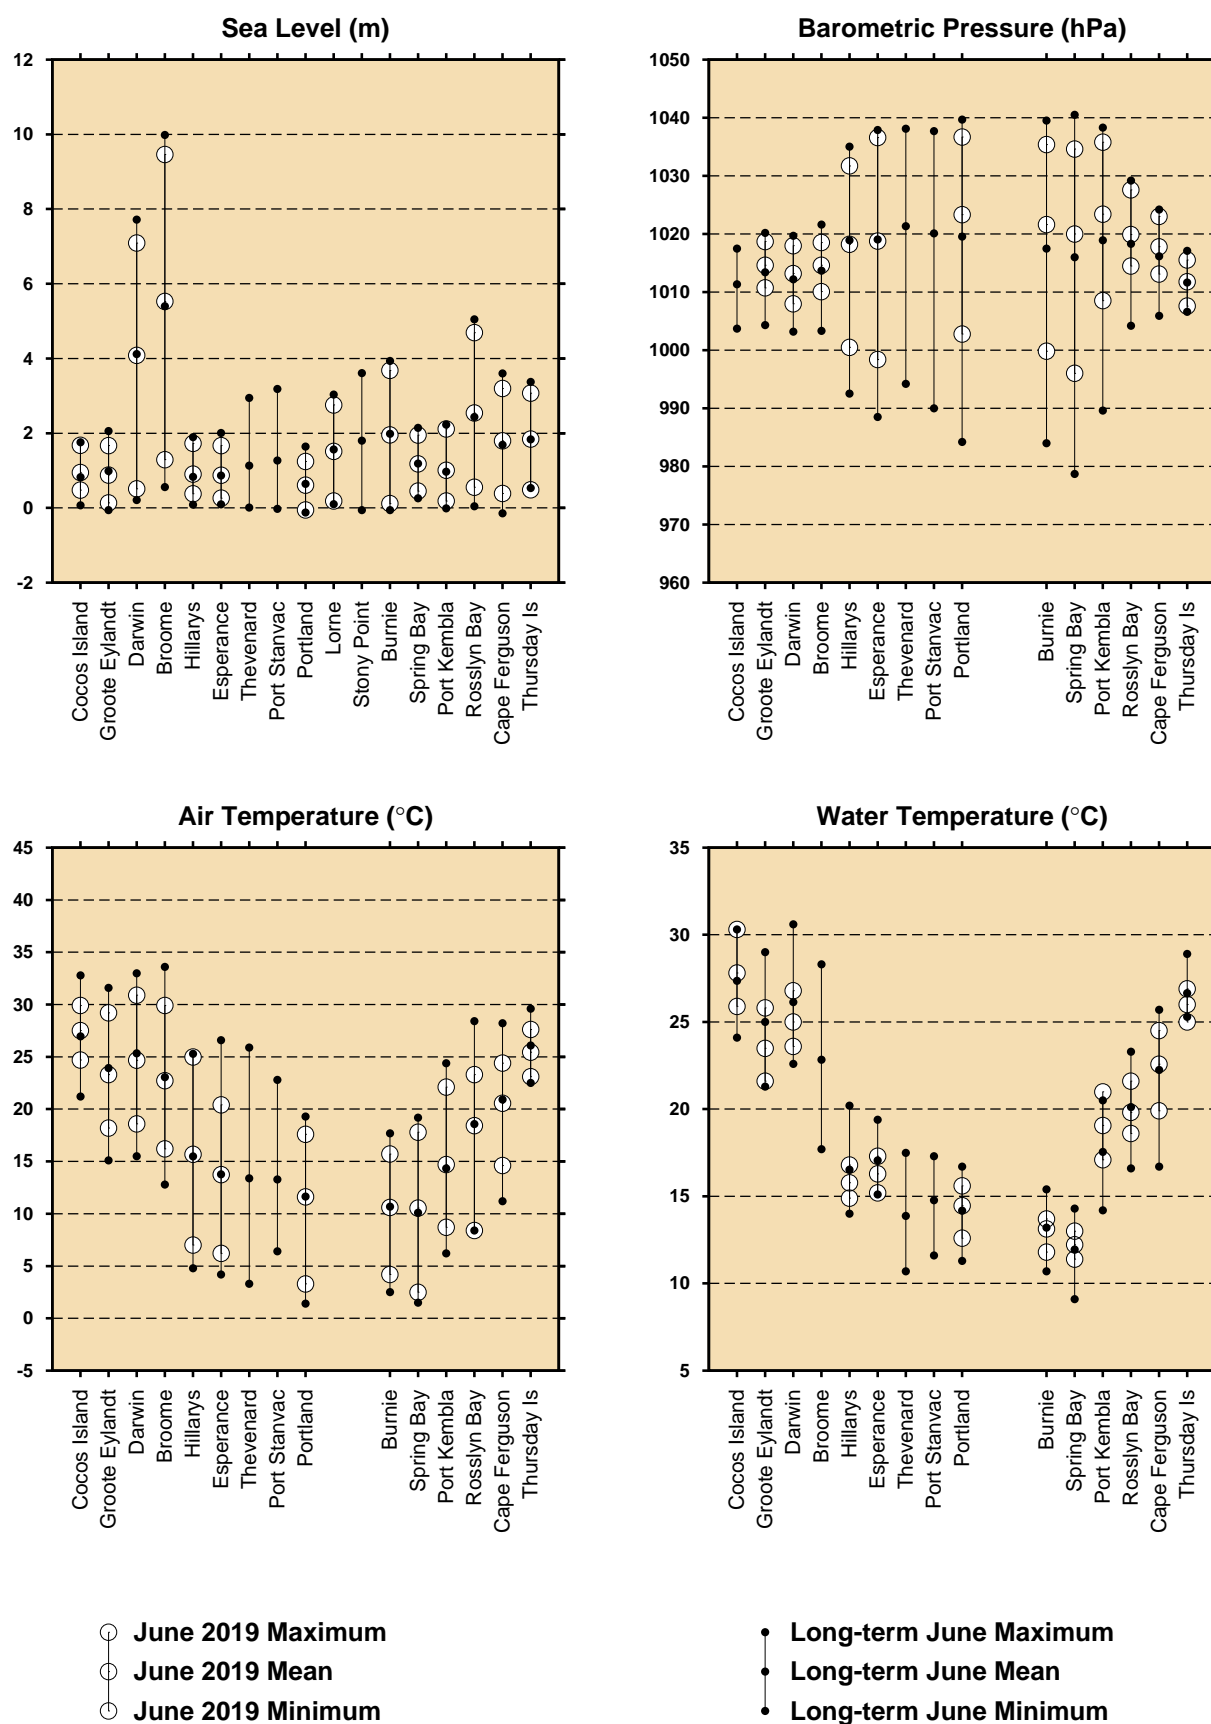 Sea Level (m)
12
10
8
6
4
2
0
-2
Cocos Island
Groote Eylandt
Darwin
Broome
Hillarys
Esperance
Thevenard
Port Stanvac
Portland
Lorne
Stony Point
Burnie
Spring Bay
Port Kembla
Rosslyn Bay
Cape Ferguson
Thursday Is
Barometric Pressure (hPa)
1050
1040
1030
1020
1010
1000
990
980
970
960
Cocos Island
Groote Eylandt
Darwin
Broome
Hillarys
Esperance
Thevenard
Port Stanvac
Portland
Burnie
Spring Bay
Port Kembla
Rosslyn Bay
Cape Ferguson
Thursday Is
Air Temperature (°C)
45
40
35
30
25
20
15
10
5
0
-5
Cocos Island
Groote Eylandt
Darwin
Broome
Hillarys
Esperance
Thevenard
Port Stanvac
Portland
Burnie
Spring Bay
Port Kembla
Rosslyn Bay
Cape Ferguson
Thursday Is
Water Temperature (°C)
35
30
25
20
15
10
5
Cocos Island
Groote Eylandt
Darwin
Broome
Hillarys
Esperance
Thevenard
Port Stanvac
Portland
Burnie
Spring Bay
Port Kembla
Rosslyn Bay
Cape Ferguson
Thursday Is
June 2019 Maximum
June 2019 Mean
June 2019 Minimum
Long-term June Maximum
Long-term June Mean
Long-term June Minimum